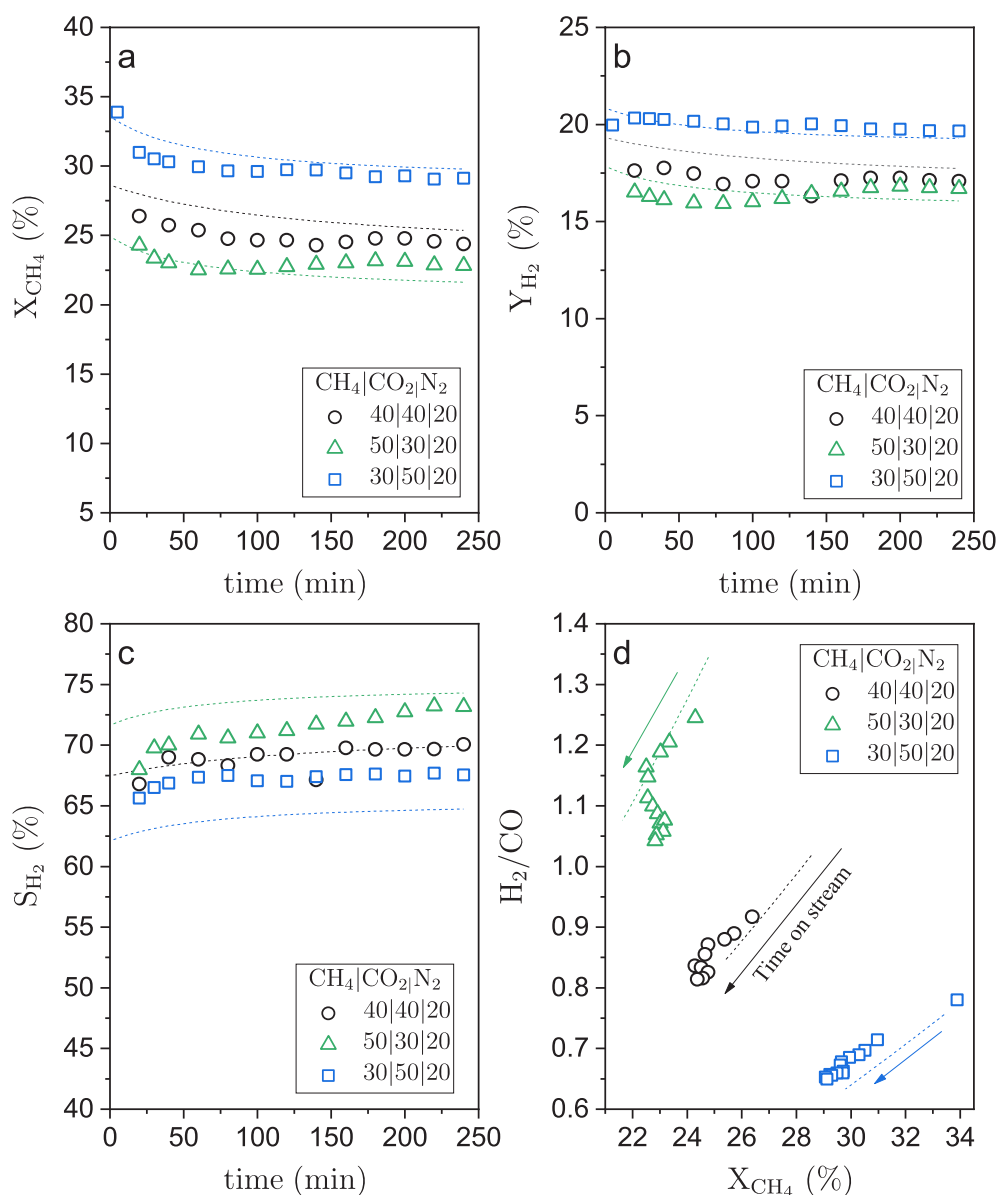 a
40
35
30
25
20
15
10
5
0 50 100 150 200 250
X_CH4 (%)
time (min)
CH4|CO2|N2
40|40|20
50|30|20
30|50|20
b
25
20
15
10
5
0
0 50 100 150 200 250
Y_H2 (%)
time (min)
CH4|CO2|N2
40|40|20
50|30|20
30|50|20
c
80
75
70
65
60
55
50
45
40
0 50 100 150 200 250
S_H2 (%)
time (min)
CH4|CO2|N2
40|40|20
50|30|20
30|50|20
d
1.4
1.3
1.2
1.1
1.0
0.9
0.8
0.7
0.6
22 24 26 28 30 32 34
H2/CO
X_CH4 (%)
CH4|CO2|N2
40|40|20
50|30|20
30|50|20
Time on stream